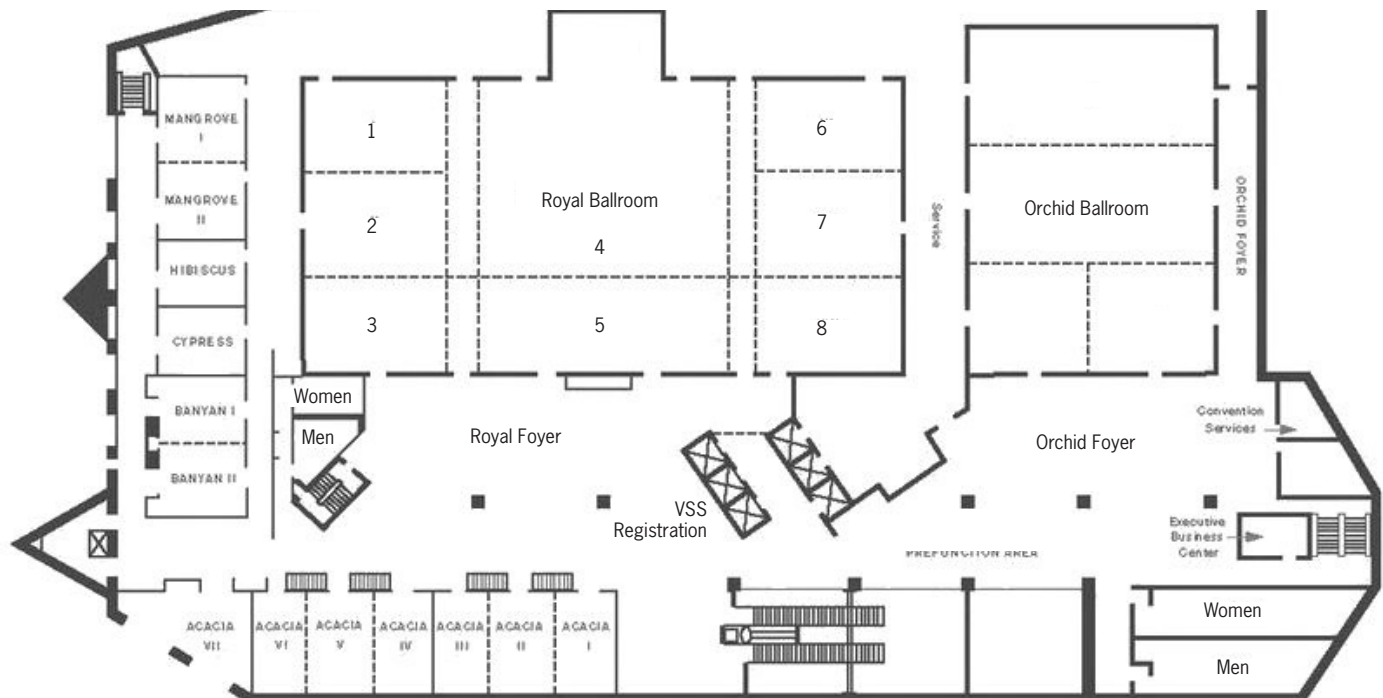 MANGROVE
I
MANGROVE
II
HIBISCUS
CYPRESS
BANYAN I
BANYAN II
1
2
3
Royal Ballroom
4
5
6
7
8
Service
Orchid Ballroom
ORCHID FOYER
Women
Men
Royal Foyer
VSS
Registration
Orchid Foyer
Convention
Services
Executive
Business
Center
PREFUNCTION AREA
ACACIA
VII
ACACIA
VI
ACACIA
V
ACACIA
IV
ACACIA
III
ACACIA
II
ACACIA
I
Women
Men